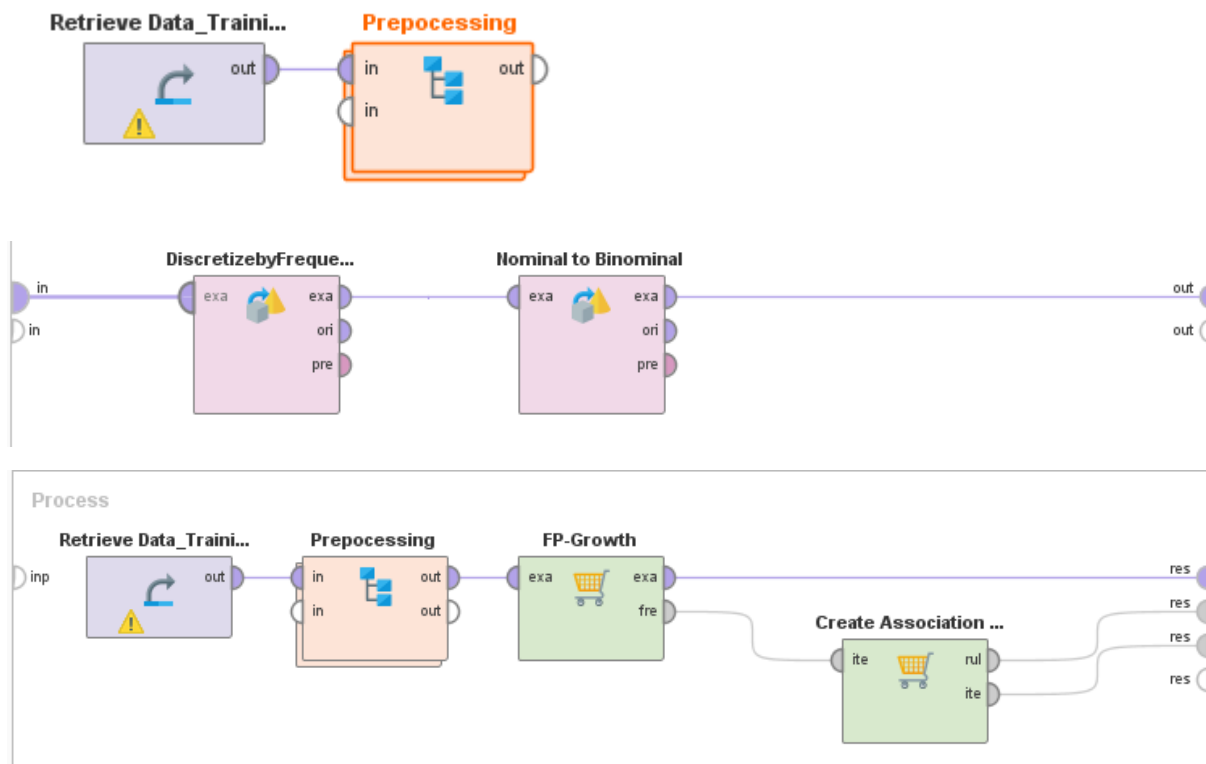 Retrieve Data_Traini... Prepocessing
out in out
in
DiscretizebyFreque... Nominal to Binominal
in exa exa exa exa out
in ori ori out
pre pre
Process
Retrieve Data_Traini... Prepocessing FP-Growth
inp out in out exa exa res
in out fre res
Create Association ...
ite rul res
ite res